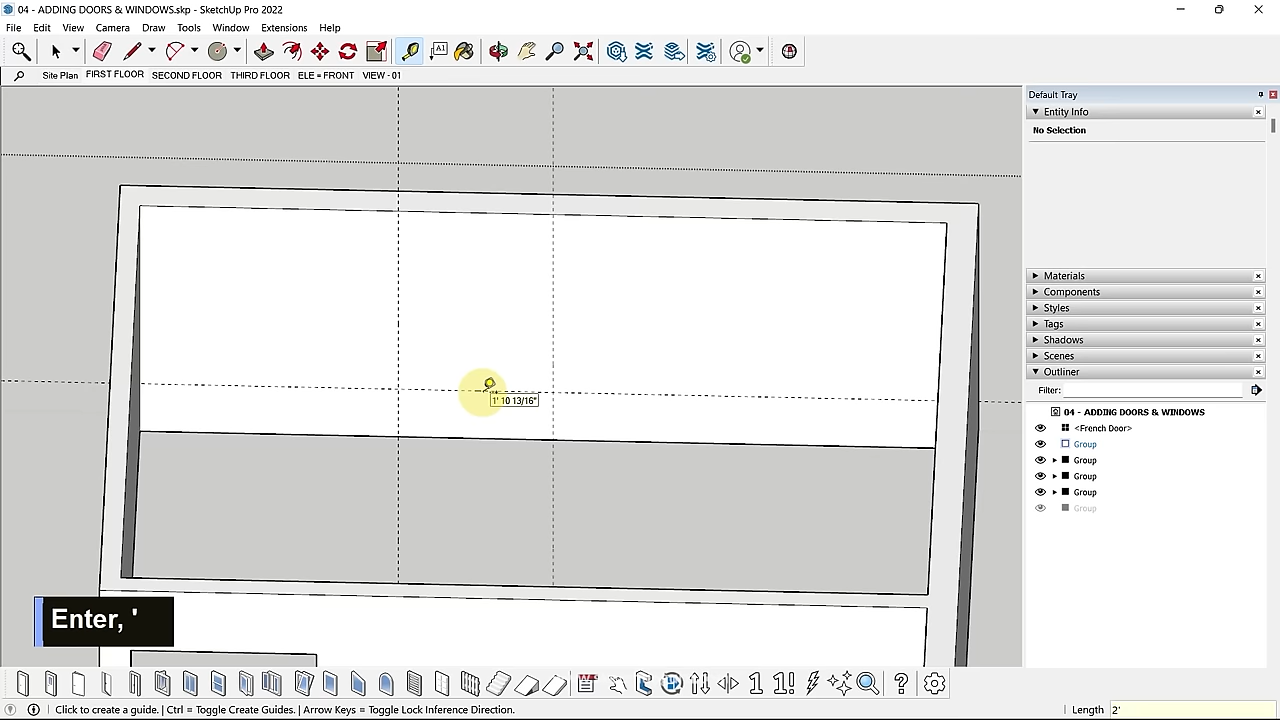 04 - ADDING DOORS & WINDOWS.skp - SketchUp Pro 2022
File Edit View Camera Draw Tools Window Extensions Help
A1
Site Plan FIRST FLOOR SECOND FLOOR THIRD FLOOR ELE = FRONT VIEW - 01
Default Tray
Entity Info
No Selection
Materials
Components
Styles
Tags
Shadows
Scenes
Outliner
Filter:
04 - ADDING DOORS & WINDOWS
<French Door>
Group
Group
Group
Group
Group
1' 10 13/16"
Enter, '
1 1! ?
Click to create a guide. | Ctrl = Toggle Create Guides. | Arrow Keys = Toggle Lock Inference Direction.
Length 2'